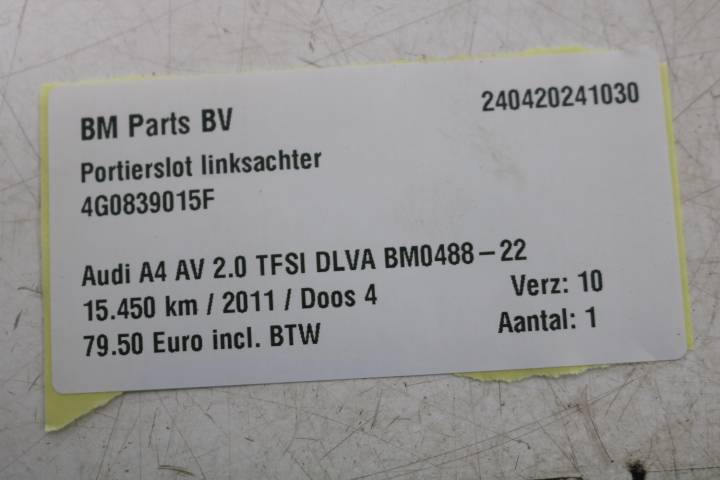 BM Parts BV
240420241030
Portierslot linksachter
4G0839015F
Audi A4 AV 2.0 TFSI DLVA BM0488-22
15.450 km / 2011 / Doos 4
Verz: 10
79.50 Euro incl. BTW
Aantal: 1